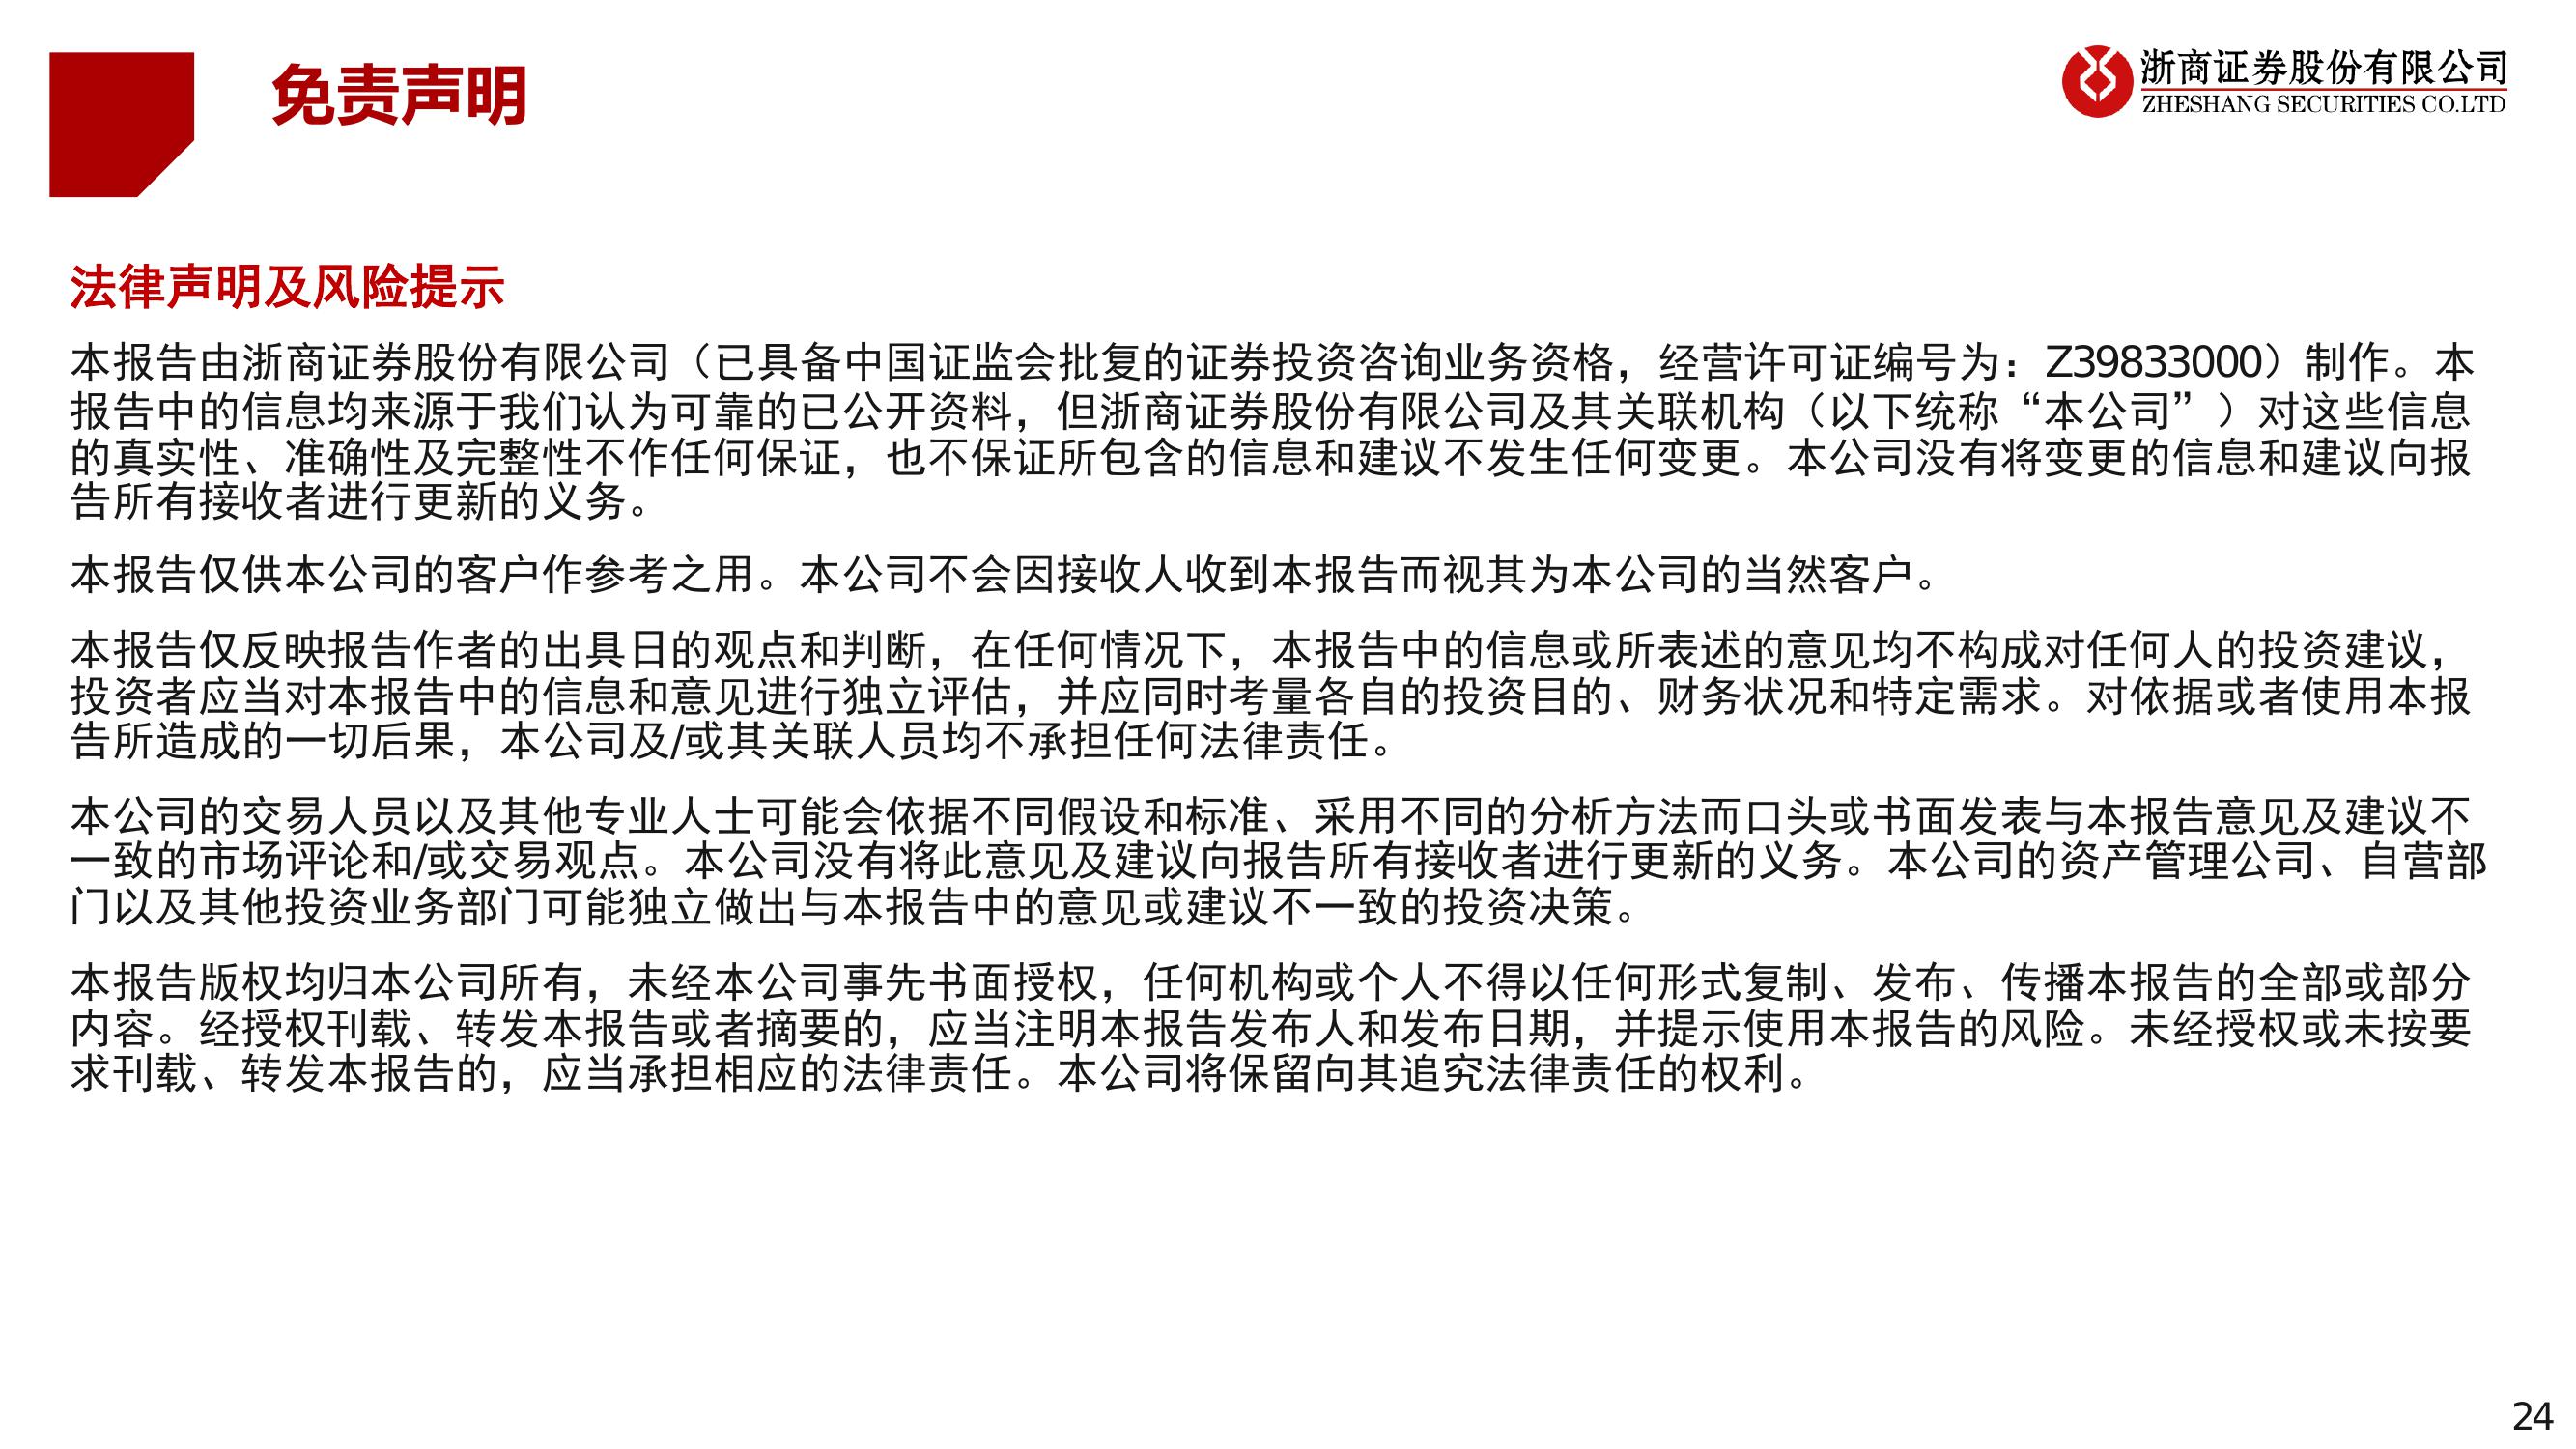 免责声明
浙商证券股份有限公司
ZHESHANG SECURITIES CO.LTD
法律声明及风险提示
本报告由浙商证券股份有限公司（已具备中国证监会批复的证券投资咨询业务资格，经营许可证编号为：Z39833000）制作。本
报告中的信息均来源于我们认为可靠的已公开资料，但浙商证券股份有限公司及其关联机构（以下统称“本公司”）对这些信息
的真实性、准确性及完整性不作任何保证，也不保证所包含的信息和建议不发生任何变更。本公司没有将变更的信息和建议向报
告所有接收者进行更新的义务。
本报告仅供本公司的客户作参考之用。本公司不会因接收人收到本报告而视其为本公司的当然客户。
本报告仅反映报告作者的出具日的观点和判断，在任何情况下，本报告中的信息或所表述的意见均不构成对任何人的投资建议，
投资者应当对本报告中的信息和意见进行独立评估，并应同时考量各自的投资目的、财务状况和特定需求。对依据或者使用本报
告所造成的一切后果，本公司及/或其关联人员均不承担任何法律责任。
本公司的交易人员以及其他专业人士可能会依据不同假设和标准、采用不同的分析方法而口头或书面发表与本报告意见及建议不
一致的市场评论和/或交易观点。本公司没有将此意见及建议向报告所有接收者进行更新的义务。本公司的资产管理公司、自营部
门以及其他投资业务部门可能独立做出与本报告中的意见或建议不一致的投资决策。
本报告版权均归本公司所有，未经本公司事先书面授权，任何机构或个人不得以任何形式复制、发布、传播本报告的全部或部分
内容。经授权刊载、转发本报告或者摘要的，应当注明本报告发布人和发布日期，并提示使用本报告的风险。未经授权或未按要
求刊载、转发本报告的，应当承担相应的法律责任。本公司将保留向其追究法律责任的权利。
24